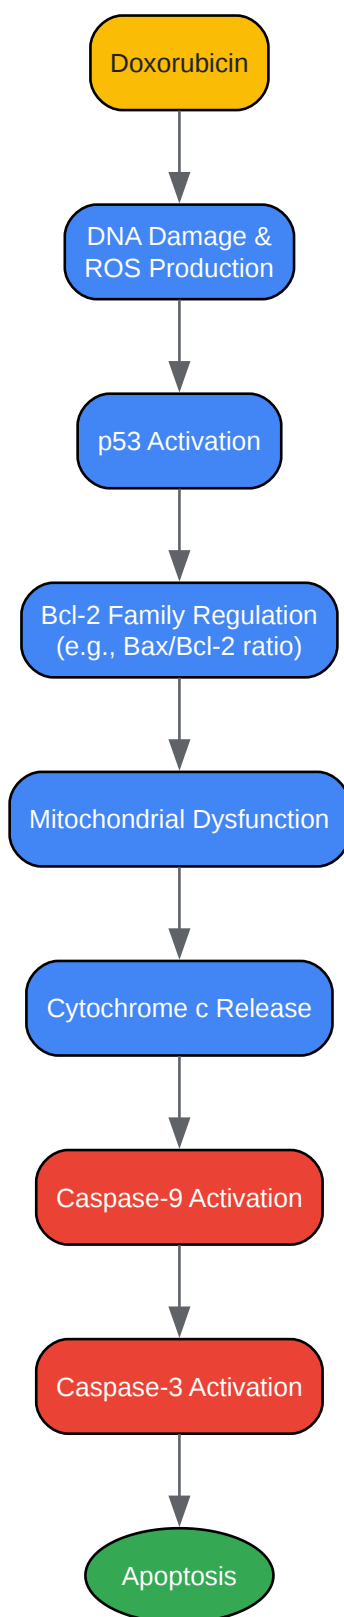 Doxorubicin
DNA Damage &
ROS Production
p53 Activation
Bcl-2 Family Regulation
(e.g., Bax/Bcl-2 ratio)
Mitochondrial Dysfunction
Cytochrome c Release
Caspase-9 Activation
Caspase-3 Activation
Apoptosis